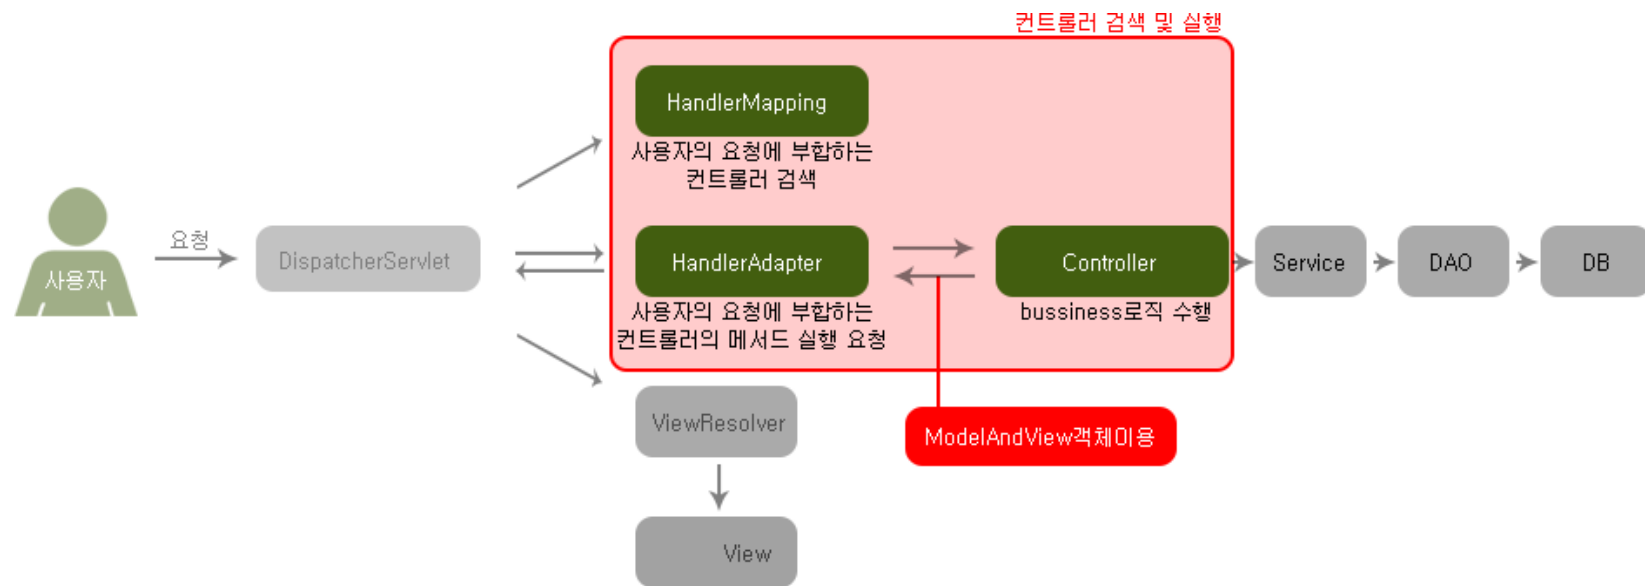 컨트롤러 검색 및 실행
HandlerMapping
사용자의 요청에 부합하는
컨트롤러 검색
사용자
요청
DispatcherServlet
HandlerAdapter
사용자의 요청에 부합하는
컨트롤러의 메서드 실행 요청
Controller
bussiness로직 수행
Service
DAO
DB
ViewResolver
ModelAndView객체이용
View